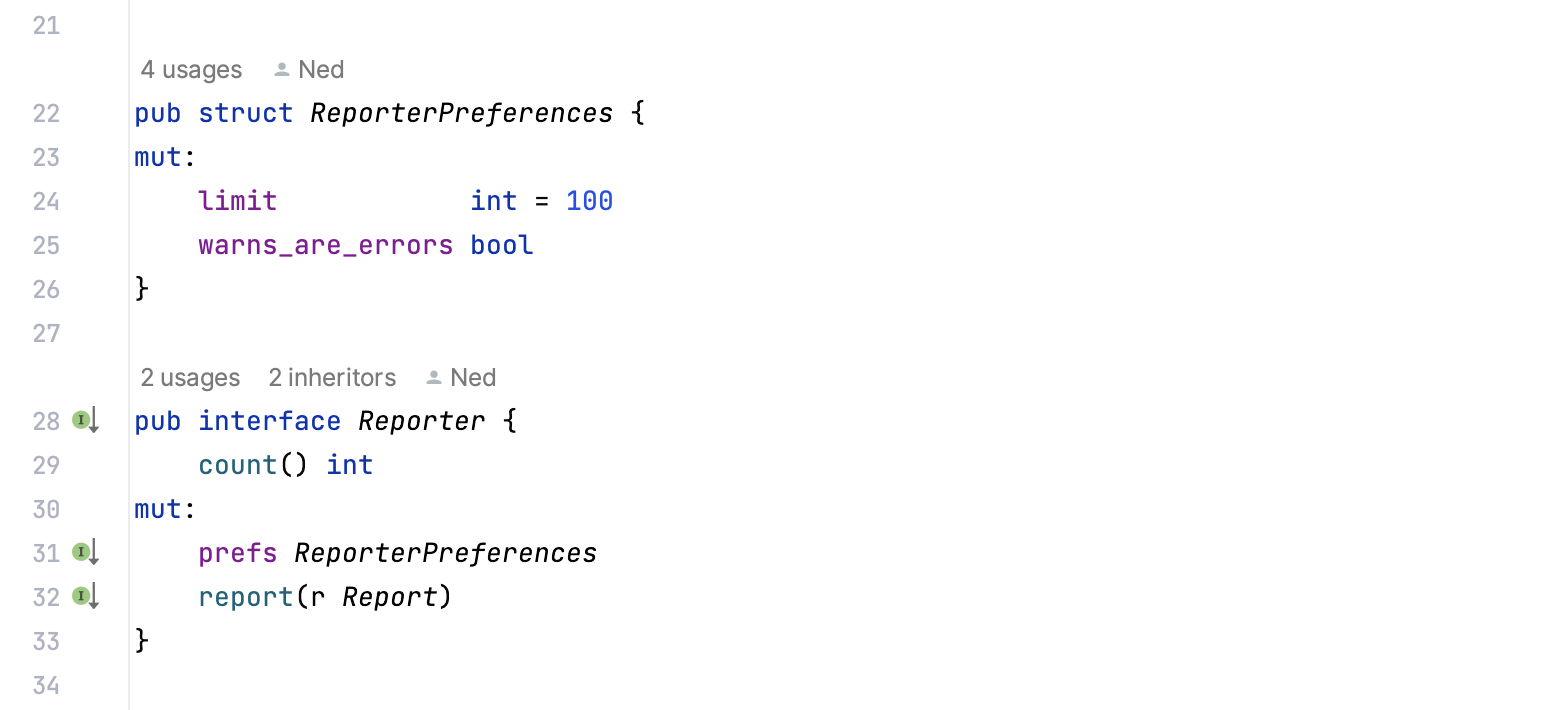 21
4 usages Ned
22 pub struct ReporterPreferences {
23 mut:
24     limit            int = 100
25     warns_are_errors bool
26 }
27
2 usages 2 inheritors Ned
28 I pub interface Reporter {
29     count() int
30 mut:
31 I     prefs ReporterPreferences
32 I     report(r Report)
33 }
34